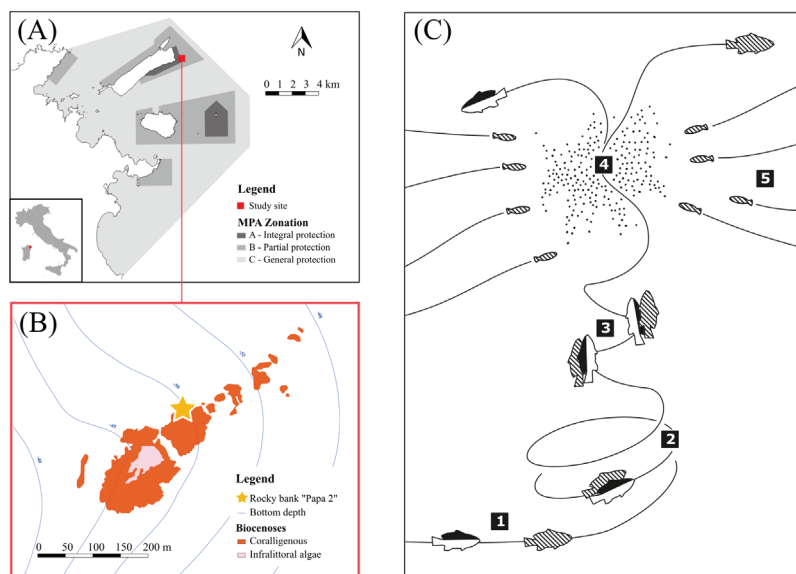 (A)
N
0 1 2 3 4 km
Legend
Study site
MPA Zonation
A - Integral protection
B - Partial protection
C - General protection
(B)
Legend
Rocky bank "Papa 2"
Bottom depth
Biocenoses
Coralligenous
Infralittoral algae
0 50 100 150 200 m
(C)
4
5
3
2
1